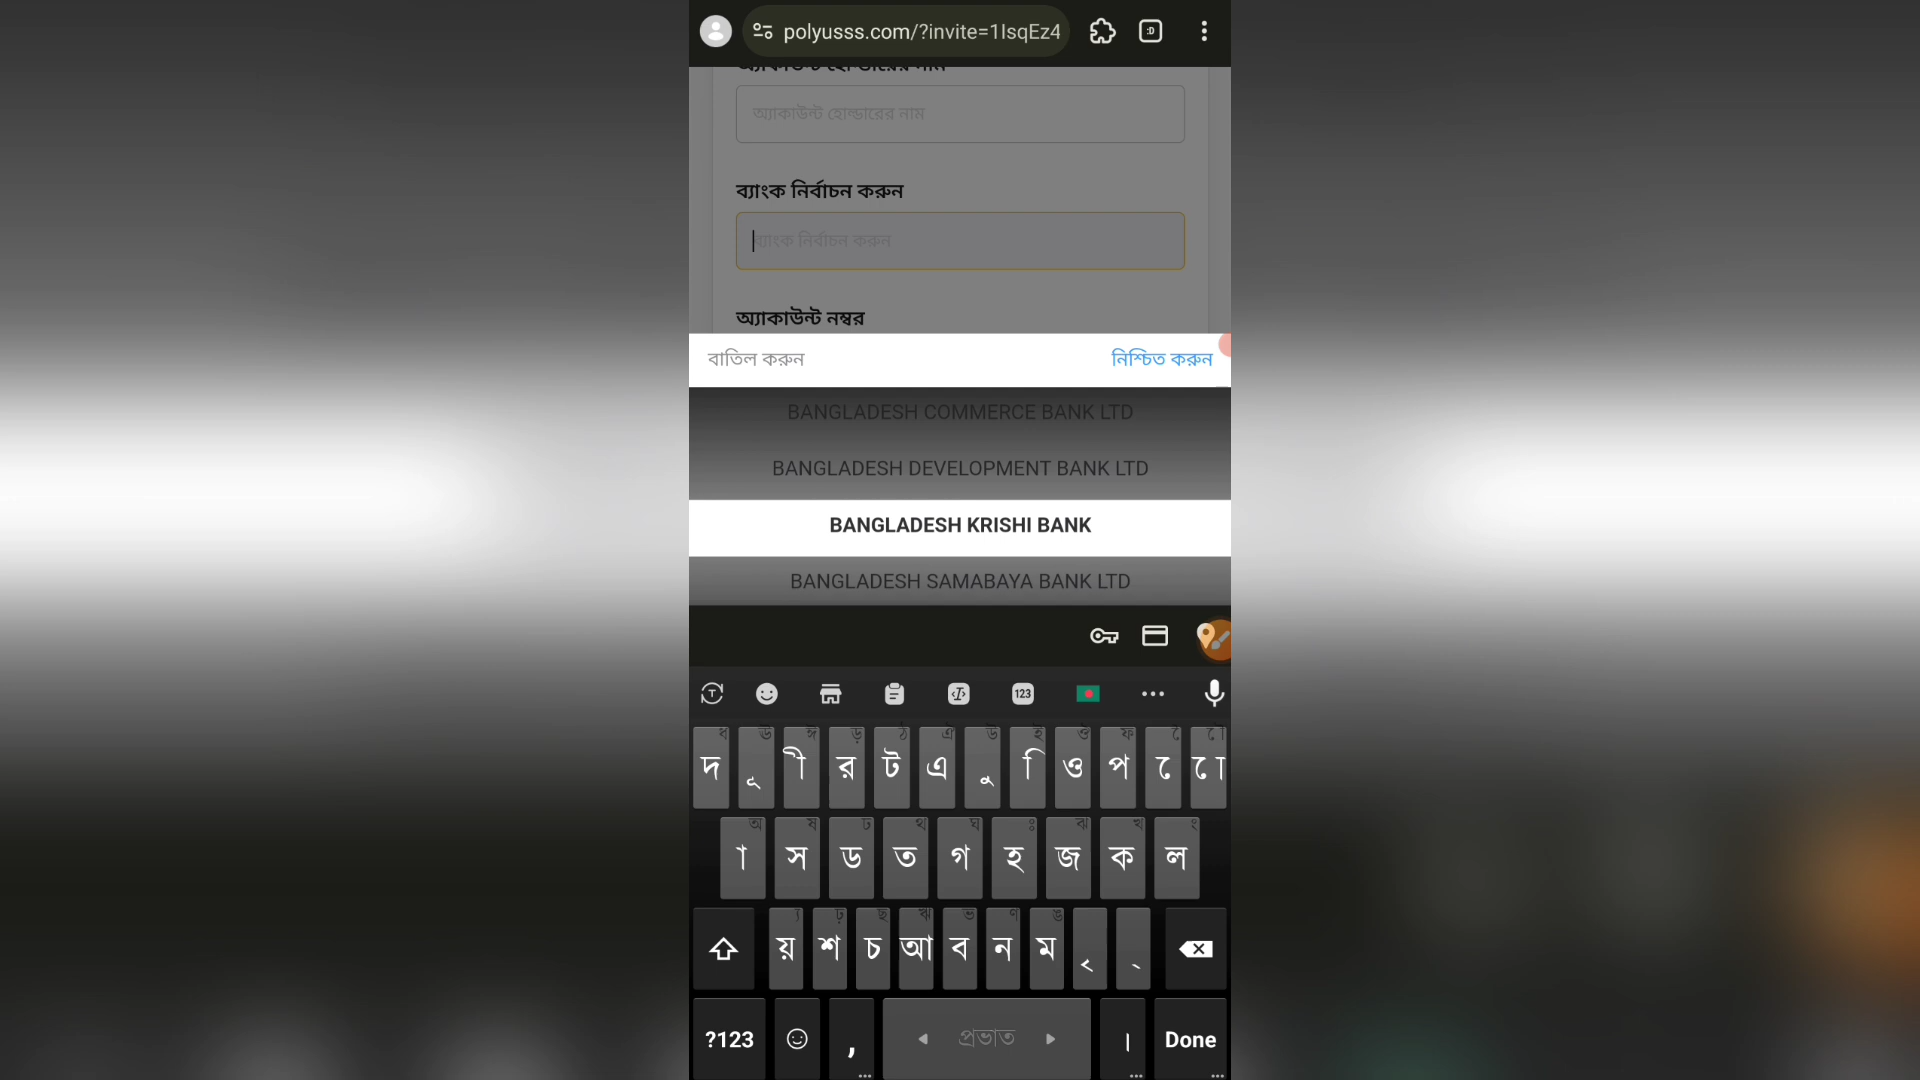 polyusss.com/?invite=1IsqEz4
:D
অ্যাকাউন্ট হোল্ডারের নাম
অ্যাকাউন্ট হোল্ডারের নাম
ব্যাংক নির্বাচন করুন
ব্যাংক নির্বাচন করুন
অ্যাকাউন্ট নম্বর
বাতিল করুন নিশ্চিত করুন
BANGLADESH COMMERCE BANK LTD
BANGLADESH DEVELOPMENT BANK LTD
BANGLADESH KRISHI BANK
BANGLADESH SAMABAYA BANK LTD
T 123
ধ ঊ ঈ ড় ঠ ঐ উ ই ঔ ফ ৈ ৌ
দ ূ ী র ট এ ু ি ও প ে ো
অ ষ ঢ থ ঘ ঃ ঝ খ ং
া স ড ত গ হ জ ক ল
্য ঢ় ছ ঋ ভ ণ ঙ
য় শ চ আ ব ন ম ৃ ্
?123 , প্রভাত । Done